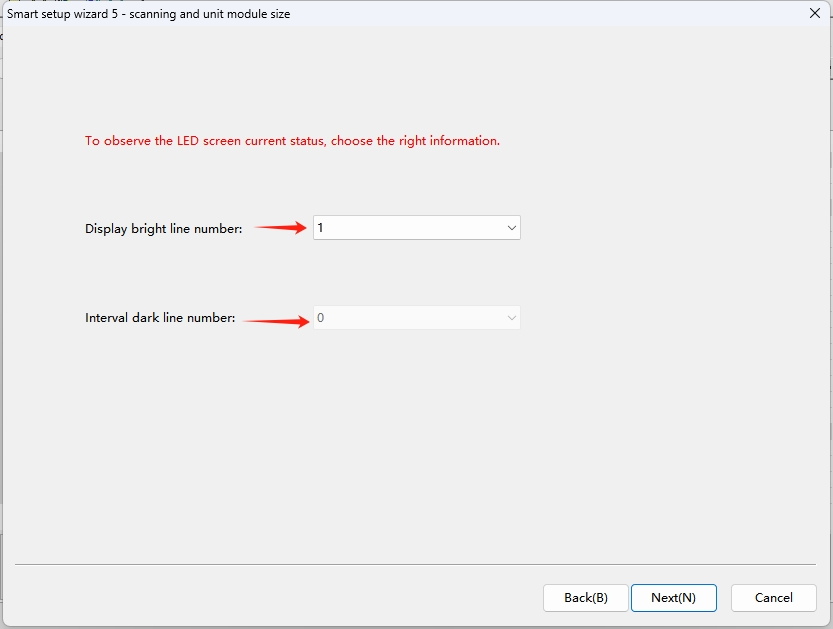 Smart setup wizard 5 - scanning and unit module size
To observe the LED screen current status, choose the right information.
Display bright line number: 1
Interval dark line number: 0
Back(B) Next(N) Cancel